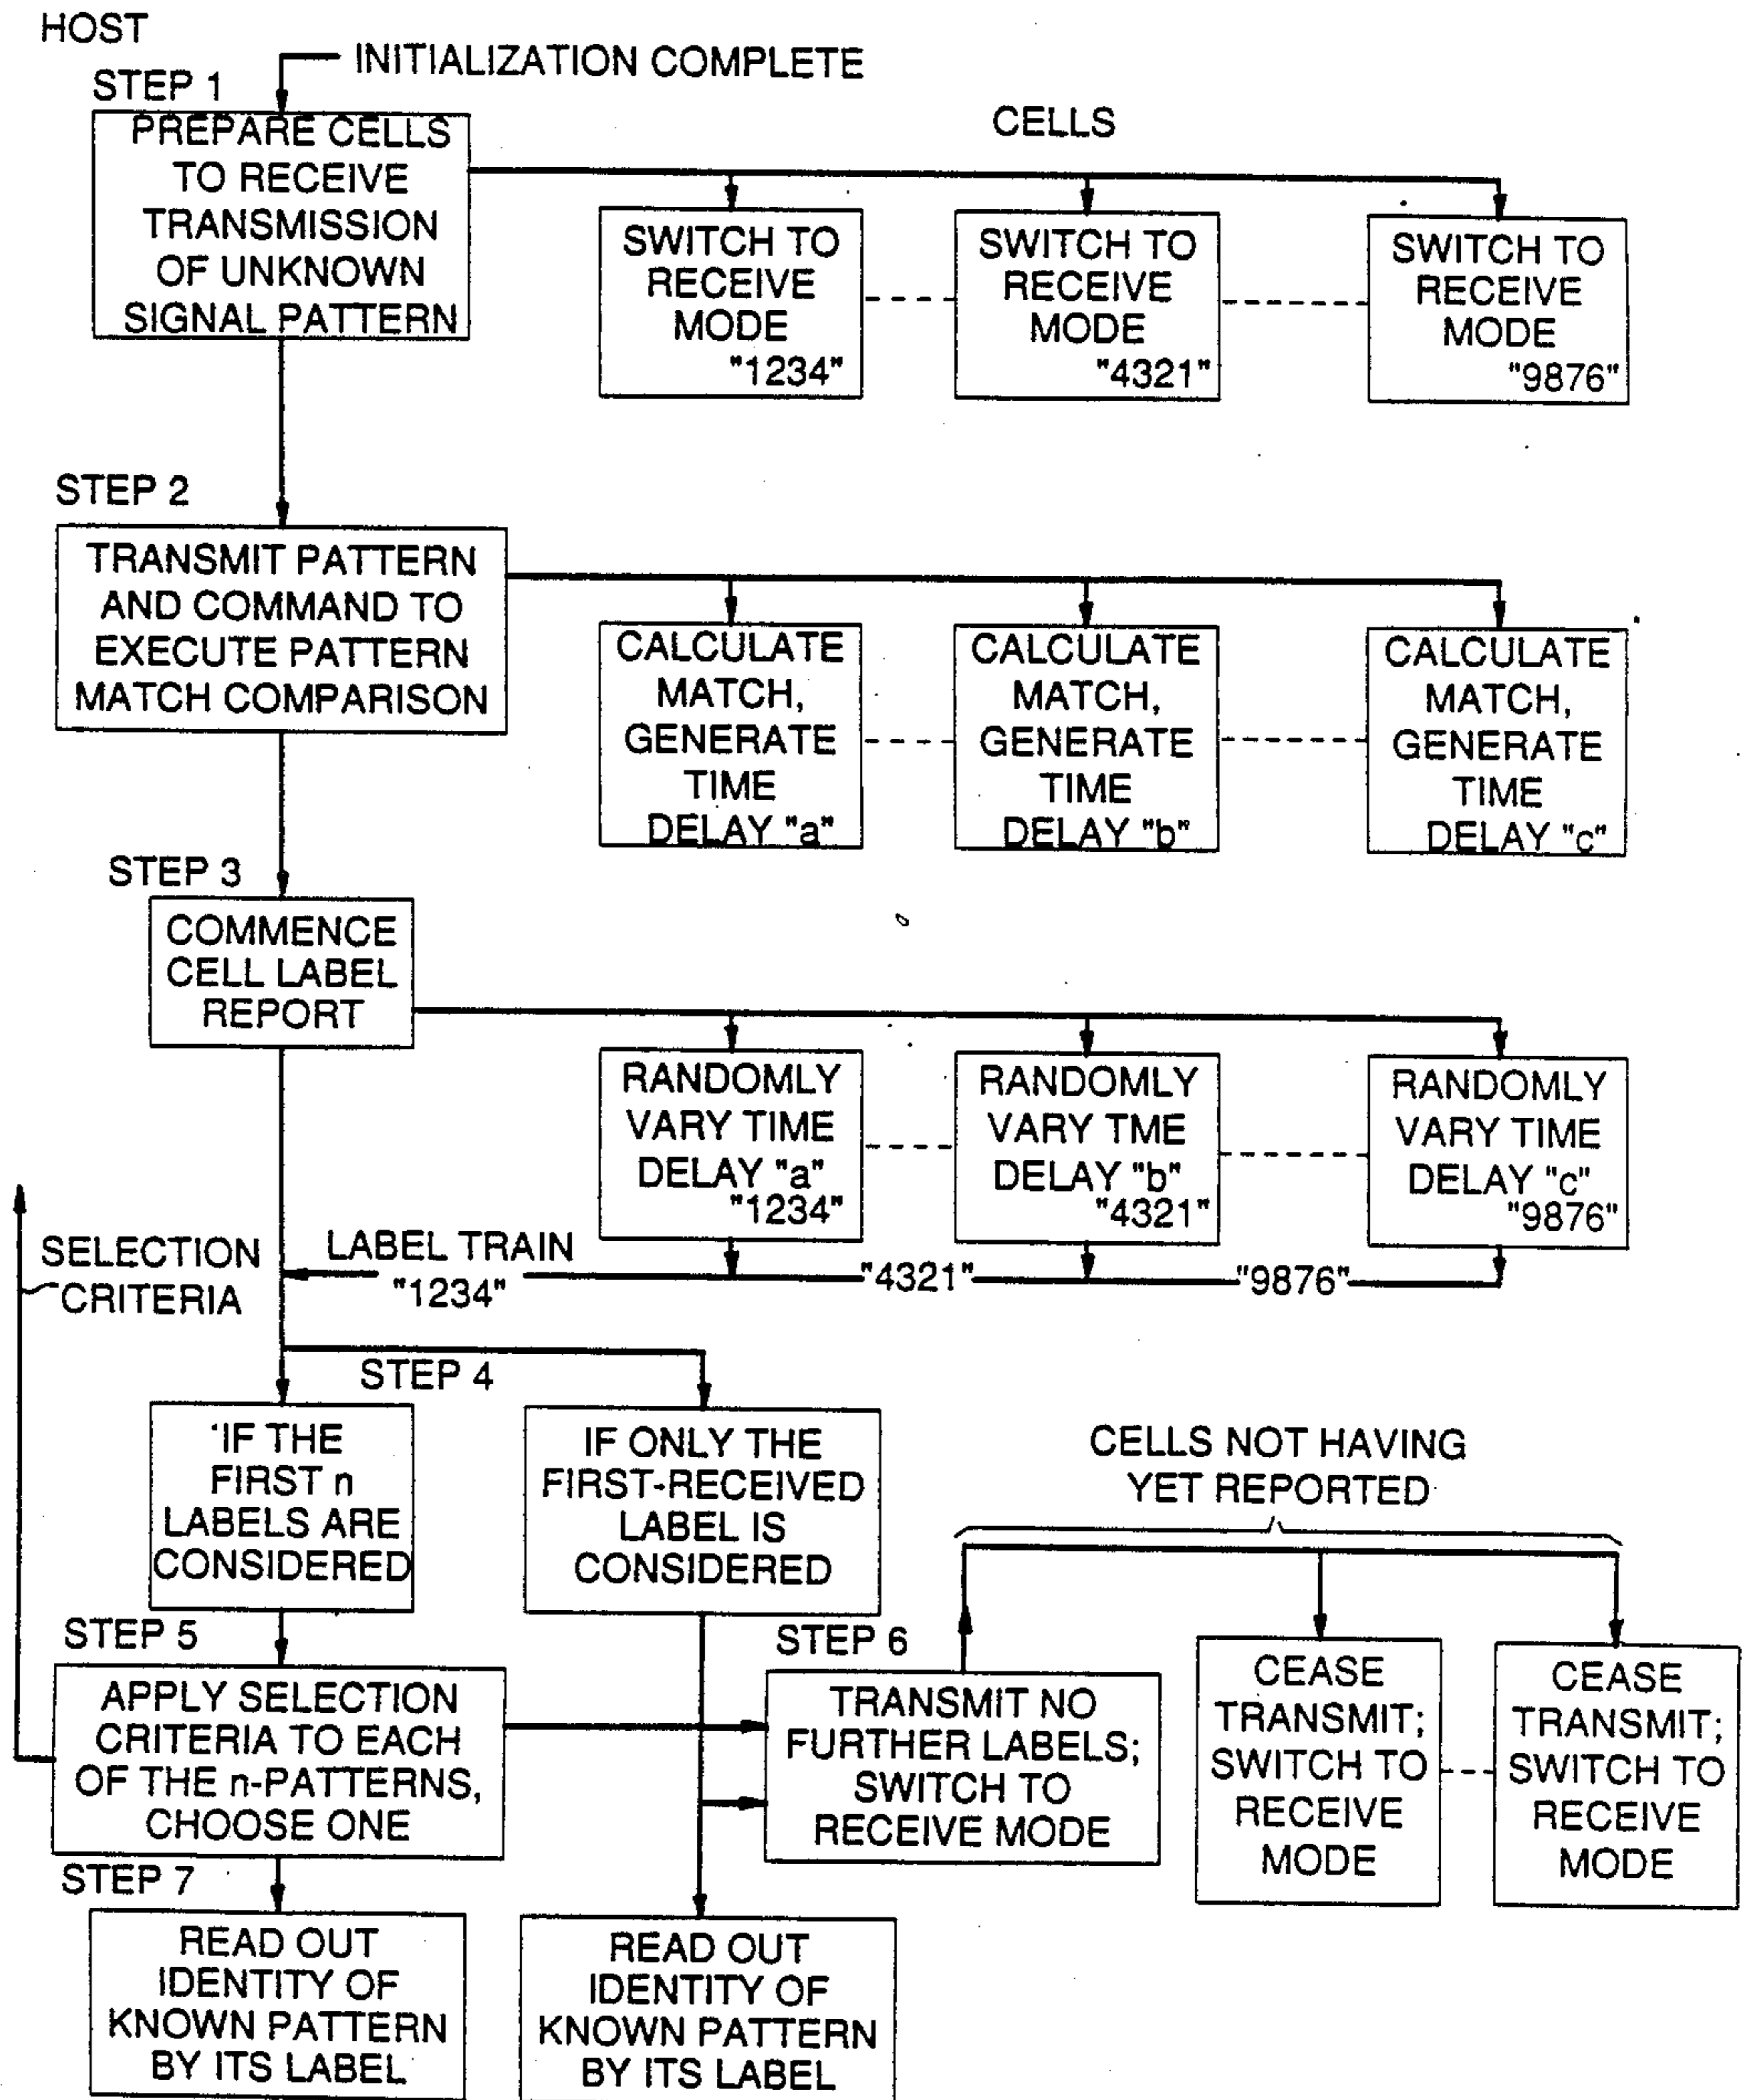 HOST
INITIALIZATION COMPLETE
STEP 1
PREPARE CELLS
TO RECEIVE
TRANSMISSION
OF UNKNOWN
SIGNAL PATTERN
CELLS
SWITCH TO
RECEIVE
MODE
"1234"
SWITCH TO
RECEIVE
MODE
"4321"
SWITCH TO
RECEIVE
MODE
"9876"
STEP 2
TRANSMIT PATTERN
AND COMMAND TO
EXECUTE PATTERN
MATCH COMPARISON
CALCULATE
MATCH,
GENERATE
TIME
DELAY "a"
CALCULATE
MATCH,
GENERATE
TIME
DELAY "b"
CALCULATE
MATCH,
GENERATE
TIME
DELAY "c"
STEP 3
COMMENCE
CELL LABEL
REPORT
RANDOMLY
VARY TIME
DELAY "a"
"1234"
RANDOMLY
VARY TME
DELAY "b"
"4321"
RANDOMLY
VARY TIME
DELAY "c"
"9876"
SELECTION
CRITERIA
LABEL TRAIN
"1234"
"4321"
"9876"
STEP 4
IF THE
FIRST n
LABELS ARE
CONSIDERED
IF ONLY THE
FIRST-RECEIVED
LABEL IS
CONSIDERED
CELLS NOT HAVING
YET REPORTED
STEP 5
APPLY SELECTION
CRITERIA TO EACH
OF THE n-PATTERNS,
CHOOSE ONE
STEP 6
TRANSMIT NO
FURTHER LABELS;
SWITCH TO
RECEIVE MODE
CEASE
TRANSMIT;
SWITCH TO
RECEIVE
MODE
CEASE
TRANSMIT;
SWITCH TO
RECEIVE
MODE
STEP 7
READ OUT
IDENTITY OF
KNOWN PATTERN
BY ITS LABEL
READ OUT
IDENTITY OF
KNOWN PATTERN
BY ITS LABEL